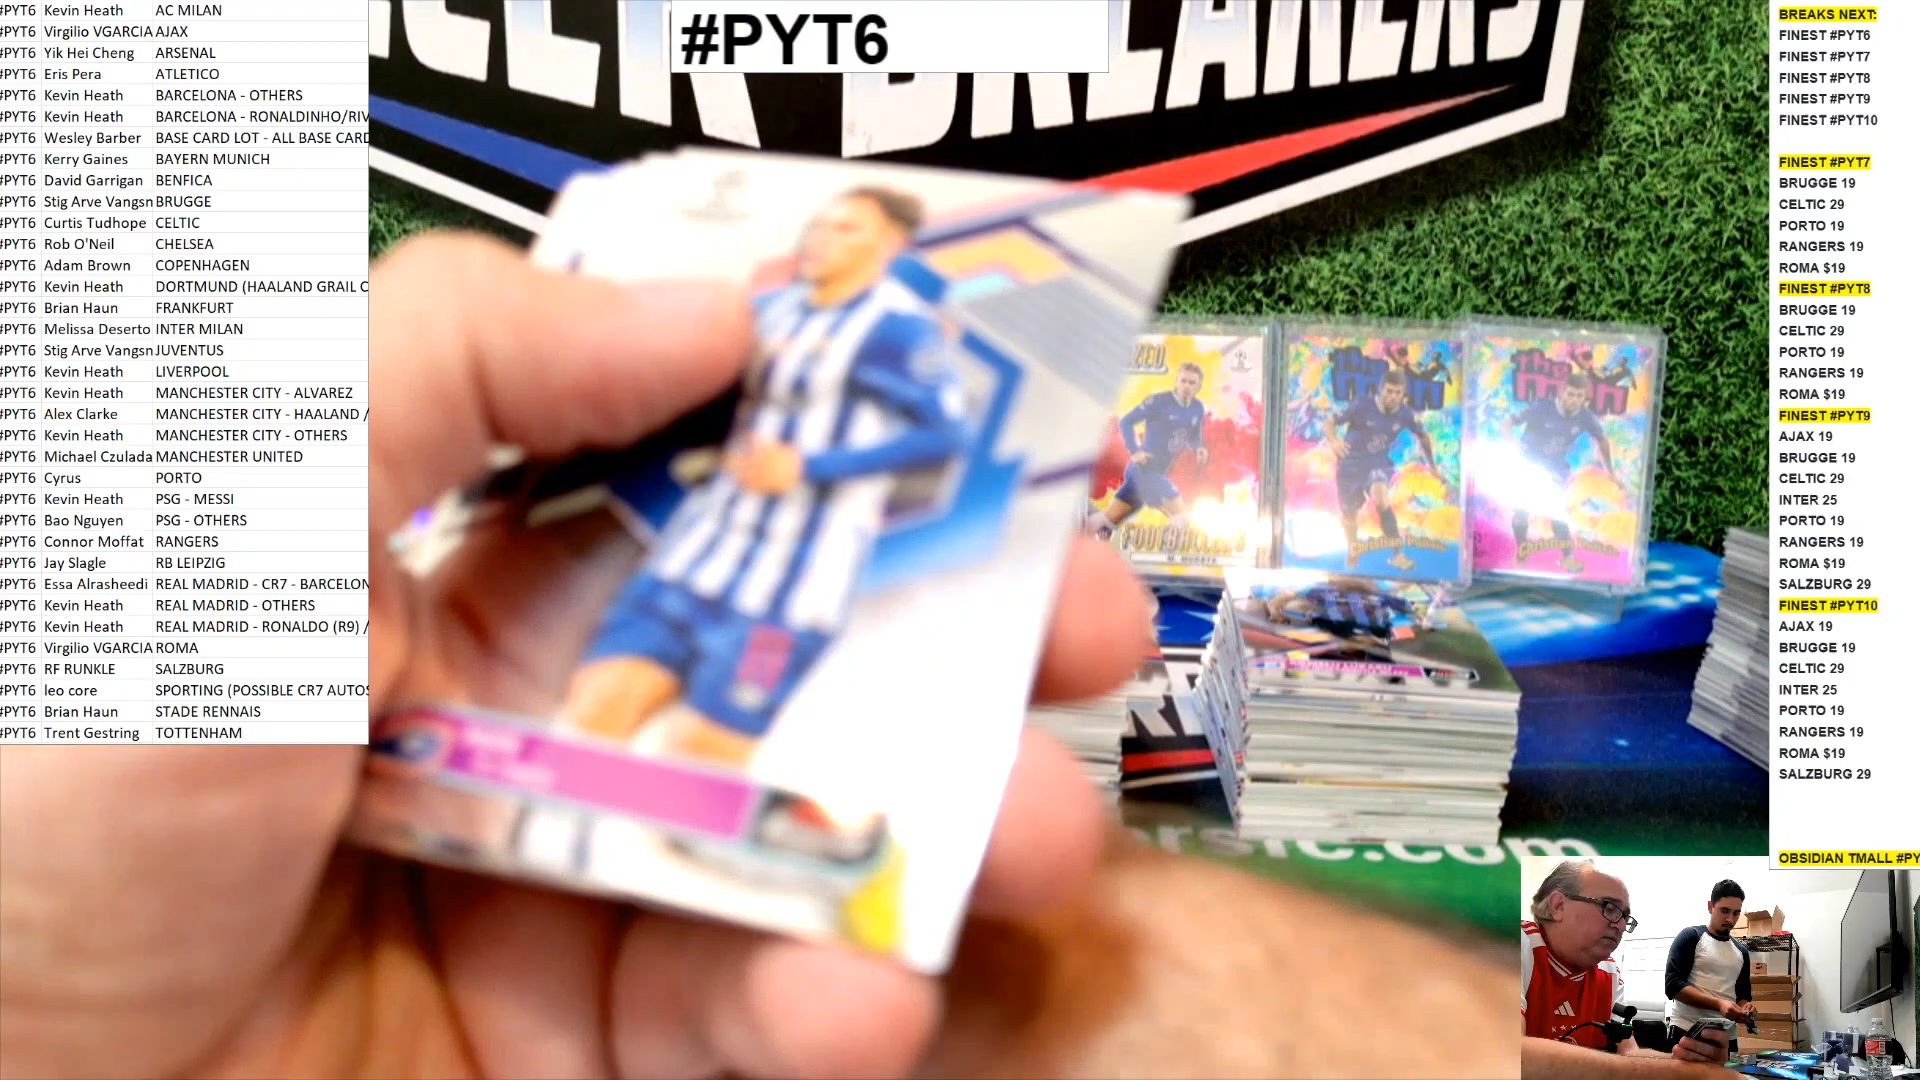 #PYT6 Kevin Heath AC MILAN
#PYT6 Virgilio VGARCIA AJAX
#PYT6 Yik Hei Cheng ARSENAL
#PYT6 Eris Pera ATLETICO
#PYT6 Kevin Heath BARCELONA - OTHERS
#PYT6 Kevin Heath BARCELONA - RONALDINHO/RIV
#PYT6 Wesley Barber BASE CARD LOT - ALL BASE CARD
#PYT6 Kerry Gaines BAYERN MUNICH
#PYT6 David Garrigan BENFICA
#PYT6 Stig Arve Vangsn BRUGGE
#PYT6 Curtis Tudhope CELTIC
#PYT6 Rob O'Neil CHELSEA
#PYT6 Adam Brown COPENHAGEN
#PYT6 Kevin Heath DORTMUND (HAALAND GRAIL C
#PYT6 Brian Haun FRANKFURT
#PYT6 Melissa Deserto INTER MILAN
#PYT6 Stig Arve Vangsn JUVENTUS
#PYT6 Kevin Heath LIVERPOOL
#PYT6 Kevin Heath MANCHESTER CITY - ALVAREZ
#PYT6 Alex Clarke MANCHESTER CITY - HAALAND /
#PYT6 Kevin Heath MANCHESTER CITY - OTHERS
#PYT6 Michael Czulada MANCHESTER UNITED
#PYT6 Cyrus PORTO
#PYT6 Kevin Heath PSG - MESSI
#PYT6 Bao Nguyen PSG - OTHERS
#PYT6 Connor Moffat RANGERS
#PYT6 Jay Slagle RB LEIPZIG
#PYT6 Essa Alrasheedi REAL MADRID - CR7 - BARCELON
#PYT6 Kevin Heath REAL MADRID - OTHERS
#PYT6 Kevin Heath REAL MADRID - RONALDO (R9) /
#PYT6 Virgilio VGARCIA ROMA
#PYT6 RF RUNKLE SALZBURG
#PYT6 leo core SPORTING (POSSIBLE CR7 AUTOS
#PYT6 Brian Haun STADE RENNAIS
#PYT6 Trent Gestring TOTTENHAM
#PYT6
BREAKERS
the man
the man
FOOTBALLERS
Christian Pulisic
Christian Pulisic
.com
BREAKS NEXT:
FINEST #PYT6
FINEST #PYT7
FINEST #PYT8
FINEST #PYT9
FINEST #PYT10
FINEST #PYT7
BRUGGE 19
CELTIC 29
PORTO 19
RANGERS 19
ROMA $19
FINEST #PYT8
BRUGGE 19
CELTIC 29
PORTO 19
RANGERS 19
ROMA $19
FINEST #PYT9
AJAX 19
BRUGGE 19
CELTIC 29
INTER 25
PORTO 19
RANGERS 19
ROMA $19
SALZBURG 29
FINEST #PYT10
AJAX 19
BRUGGE 19
CELTIC 29
INTER 25
PORTO 19
RANGERS 19
ROMA $19
SALZBURG 29
OBSIDIAN TMALL #PY